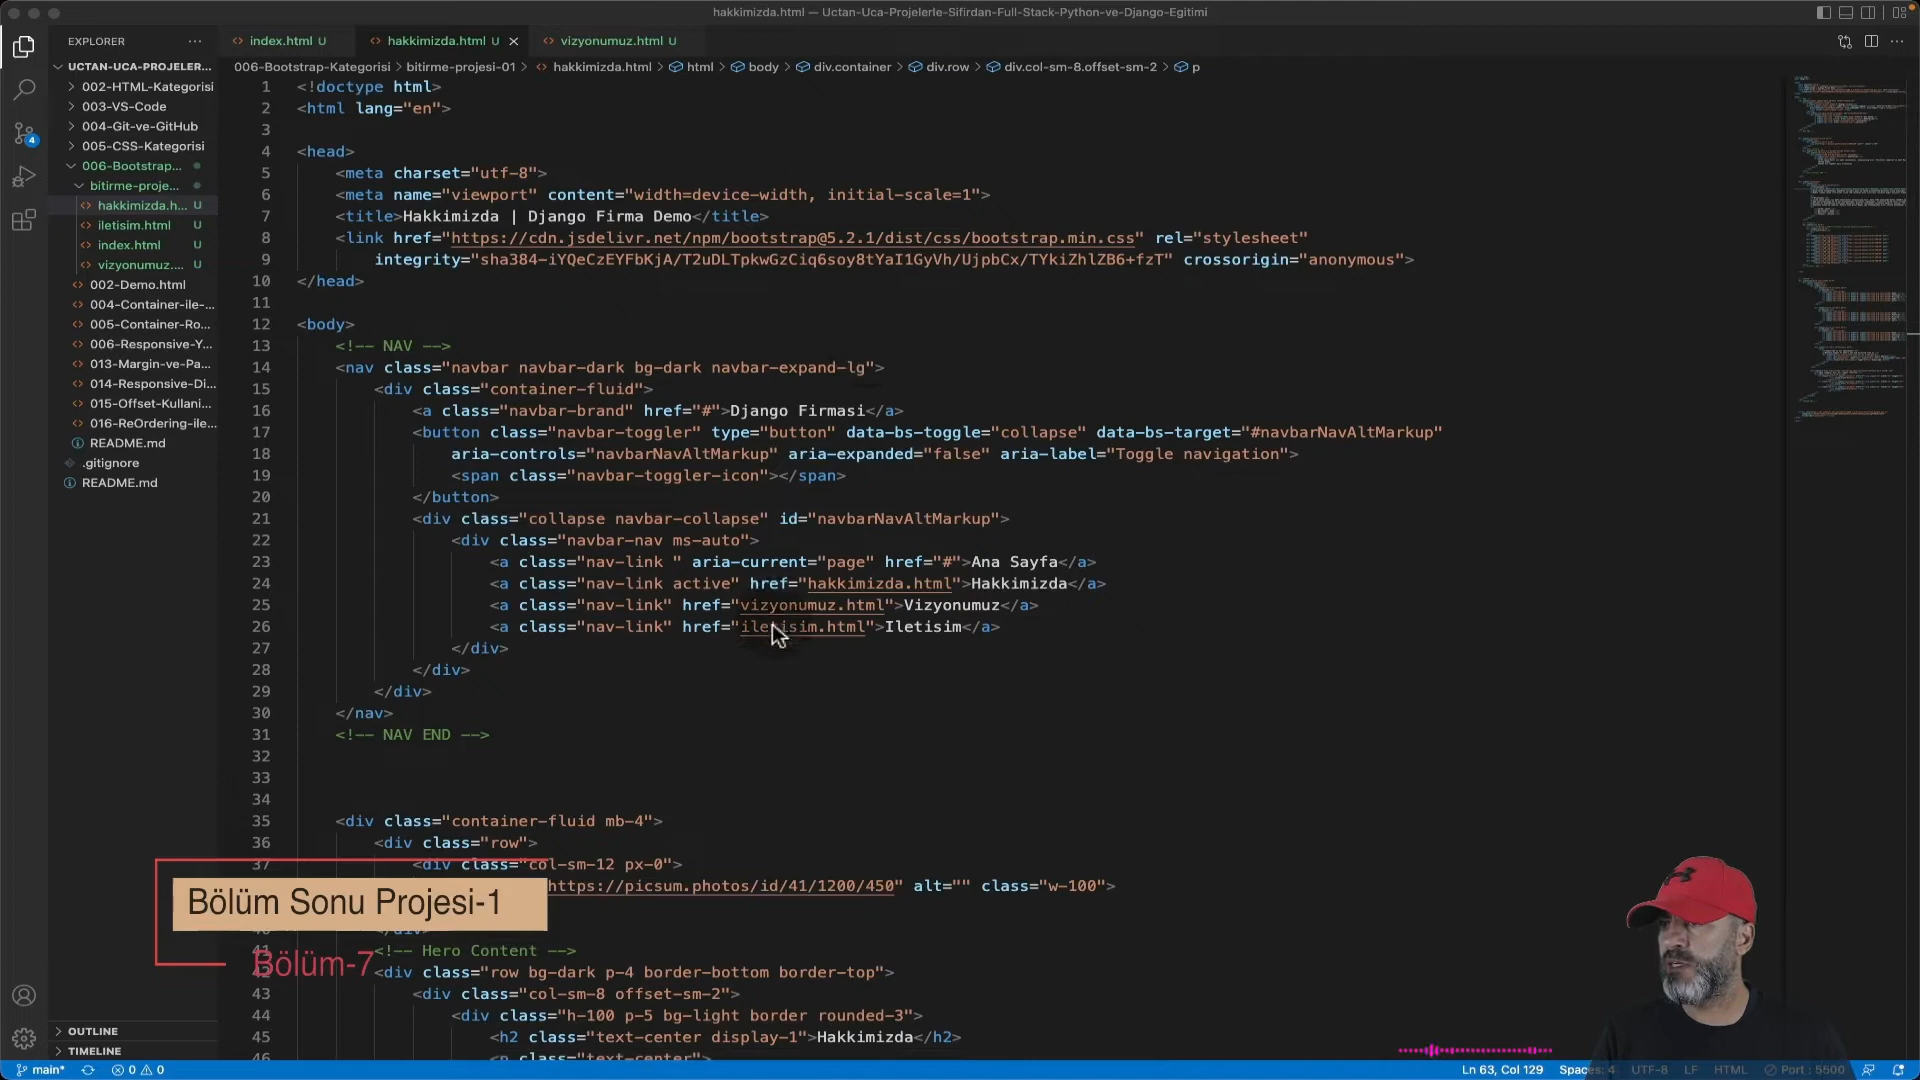 hakkimizda.html — Uctan-Uca-Projelerle-Sifirdan-Full-Stack-Python-ve-Django-Egitimi
EXPLORER
index.html U
hakkimizda.html U
vizyonumuz.html U
006-Bootstrap-Kategorisi > bitirme-projesi-01 > hakkimizda.html > html > body > div.container > div.row > div.col-sm-8.offset-sm-2 > p
UCTAN-UCA-PROJELER...
002-HTML-Kategorisi
003-VS-Code
004-Git-ve-GitHub
005-CSS-Kategorisi
006-Bootstrap...
bitirme-proje...
hakkimizda.h... U
iletisim.html U
index.html U
vizyonumuz.... U
002-Demo.html
004-Container-ile-...
005-Container-Ro...
006-Responsive-Y...
013-Margin-ve-Pa...
014-Responsive-Di...
015-Offset-Kullani...
016-ReOrdering-ile...
README.md
.gitignore
README.md
OUTLINE
TIMELINE
4
1 <!doctype html>
2 <html lang="en">
3
4 <head>
5 <meta charset="utf-8">
6 <meta name="viewport" content="width=device-width, initial-scale=1">
7 <title>Hakkimizda | Django Firma Demo</title>
8 <link href="https://cdn.jsdelivr.net/npm/bootstrap@5.2.1/dist/css/bootstrap.min.css" rel="stylesheet"
9 integrity="sha384-iYQeCzEYFbKjA/T2uDLTpkwGzCiq6soy8tYaI1GyVh/UjpbCx/TYkiZhlZB6+fzT" crossorigin="anonymous">
10 </head>
11
12 <body>
13 <!-- NAV -->
14 <nav class="navbar navbar-dark bg-dark navbar-expand-lg">
15 <div class="container-fluid">
16 <a class="navbar-brand" href="#">Django Firmasi</a>
17 <button class="navbar-toggler" type="button" data-bs-toggle="collapse" data-bs-target="#navbarNavAltMarkup"
18 aria-controls="navbarNavAltMarkup" aria-expanded="false" aria-label="Toggle navigation">
19 <span class="navbar-toggler-icon"></span>
20 </button>
21 <div class="collapse navbar-collapse" id="navbarNavAltMarkup">
22 <div class="navbar-nav ms-auto">
23 <a class="nav-link " aria-current="page" href="#">Ana Sayfa</a>
24 <a class="nav-link active" href="hakkimizda.html">Hakkimizda</a>
25 <a class="nav-link" href="vizyonumuz.html">Vizyonumuz</a>
26 <a class="nav-link" href="iletisim.html">Iletisim</a>
27 </div>
28 </div>
29 </div>
30 </nav>
31 <!-- NAV END -->
32
33
34
35 <div class="container-fluid mb-4">
36 <div class="row">
37 <div class="col-sm-12 px-0">
https://picsum.photos/id/41/1200/450" alt="" class="w-100">
Bölüm Sonu Projesi-1
41 <!-- Hero Content -->
Bölüm-7
<div class="row bg-dark p-4 border-bottom border-top">
43 <div class="col-sm-8 offset-sm-2">
44 <div class="h-100 p-5 bg-light border rounded-3">
45 <h2 class="text-center display-1">Hakkimizda</h2>
46 <p class="text-center">
main* 0 0
Ln 63, Col 129 Spaces: 4 UTF-8 LF HTML Port : 5500